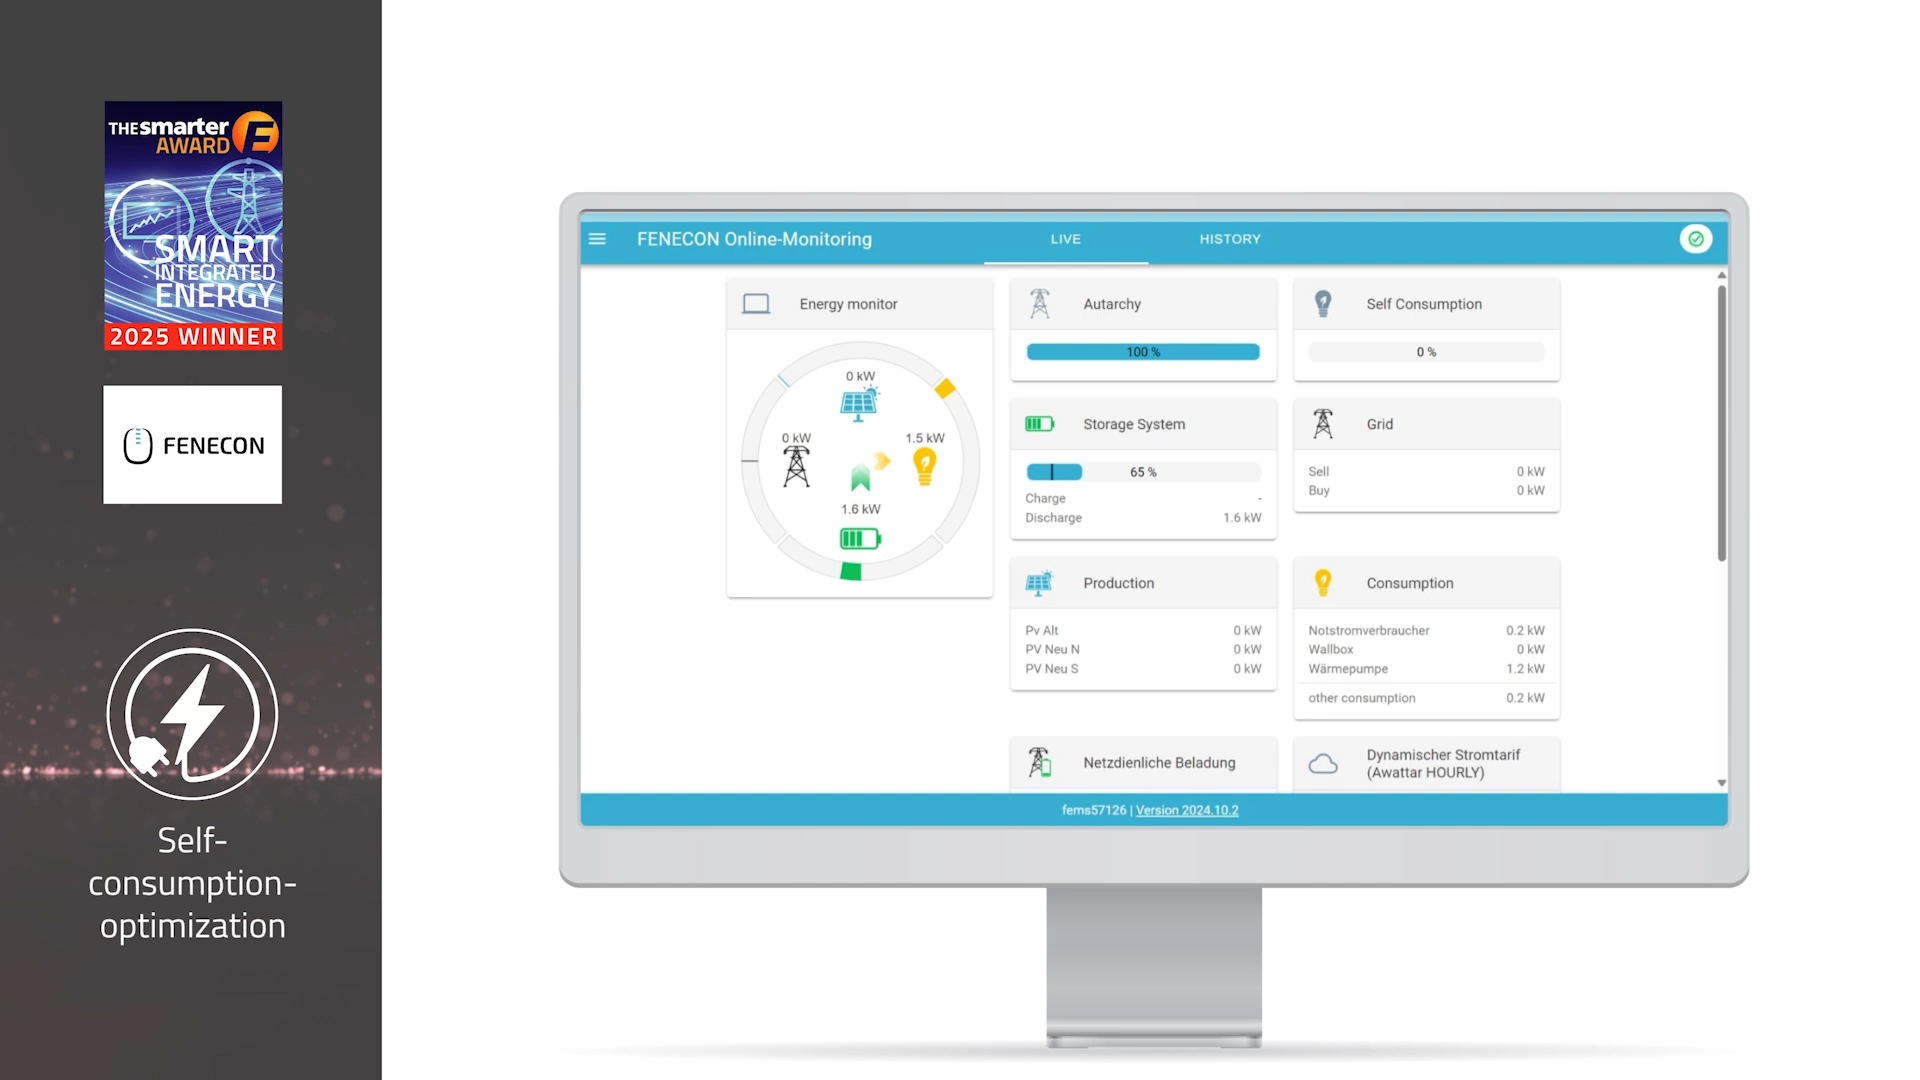 THE smarter
AWARD
SMART
INTEGRATED
ENERGY
2025 WINNER
FENECON
Self-
consumption-
optimization
FENECON Online-Monitoring
LIVE
HISTORY
Energy monitor
0 kW
0 kW
1.5 kW
1.6 kW
Autarchy
100 %
Self Consumption
0 %
Storage System
65 %
Charge -
Discharge 1.6 kW
Grid
Sell 0 kW
Buy 0 kW
Production
Pv Alt 0 kW
PV Neu N 0 kW
PV Neu S 0 kW
Consumption
Notstromverbraucher 0.2 kW
Wallbox 0 kW
Wärmepumpe 1.2 kW
other consumption 0.2 kW
Netzdienliche Beladung
Dynamischer Stromtarif
(Awattar HOURLY)
fems57126 | Version 2024.10.2